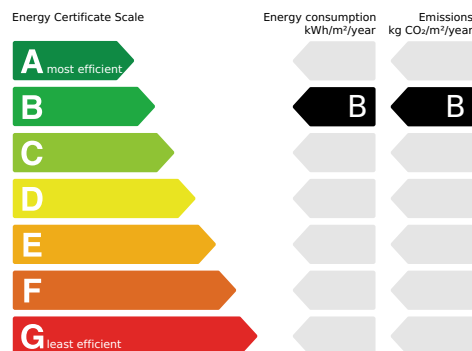 Energy Certificate Scale
Energy consumption
kWh/m²/year
Emissions
kg CO₂/m²/year
A most efficient
B B B
C
D
E
F
G least efficient